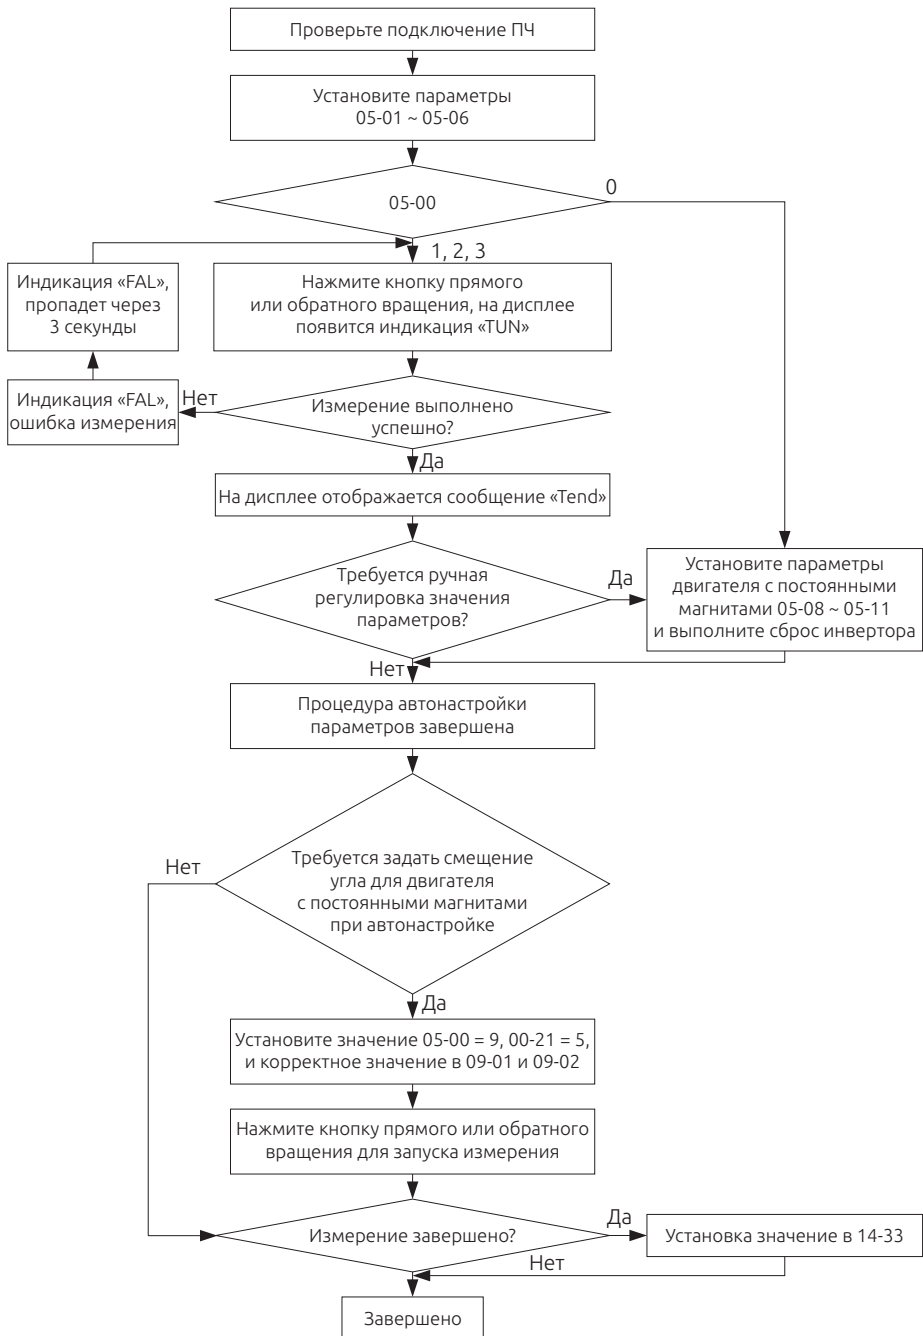 Проверьте подключение ПЧ
Установите параметры
05-01 ~ 05-06
05-00
0
1, 2, 3
Индикация «FAL»,
пропадет через
3 секунды
Нажмите кнопку прямого
или обратного вращения, на дисплее
появится индикация «TUN»
Индикация «FAL»,
ошибка измерения
Нет
Измерение выполнено
успешно?
Да
На дисплее отображается сообщение «Tend»
Требуется ручная
регулировка значения
параметров?
Да
Установите параметры
двигателя с постоянными
магнитами 05-08 ~ 05-11
и выполните сброс инвертора
Нет
Процедура автонастройки
параметров завершена
Нет
Требуется задать смещение
угла для двигателя
с постоянными магнитами
при автонастройке
Да
Установите значение 05-00 = 9, 00-21 = 5,
и корректное значение в 09-01 и 09-02
Нажмите кнопку прямого или обратного
вращения для запуска измерения
Измерение завершено?
Да
Установка значение в 14-33
Нет
Завершено